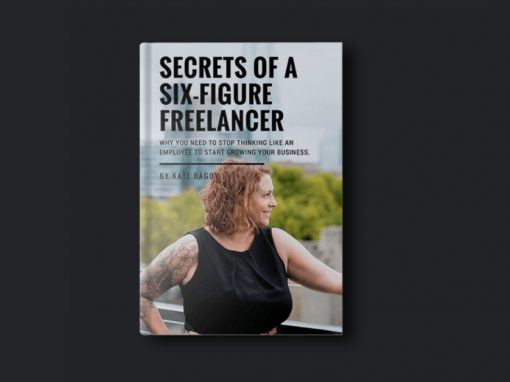 SECRETS OF A
SIX-FIGURE
FREELANCER
WHY YOU NEED TO STOP THINKING LIKE AN
EMPLOYEE TO START GROWING YOUR BUSINESS.
BY KATE BAGOY